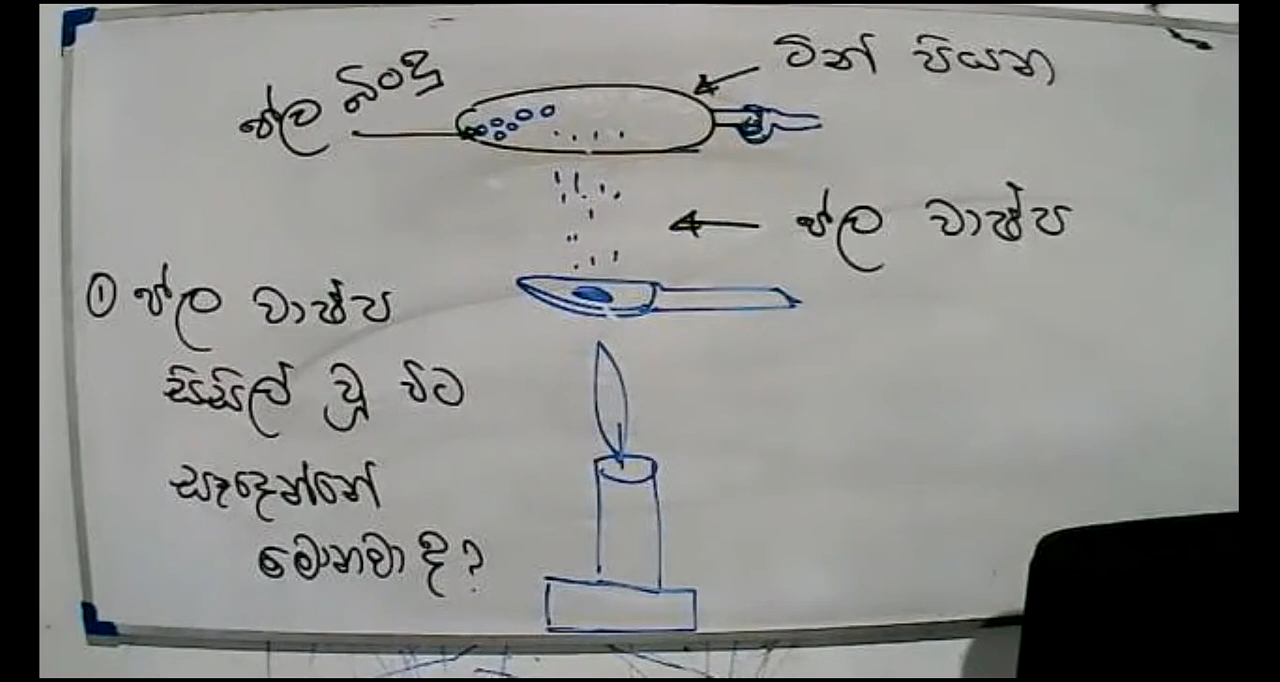 ටින් පියන
ජල බිංදු
ජල වාෂ්ප
① ජල වාෂ්ප
සිසිල් වූ විට
සෑදෙන්නේ
මොනවා ද?